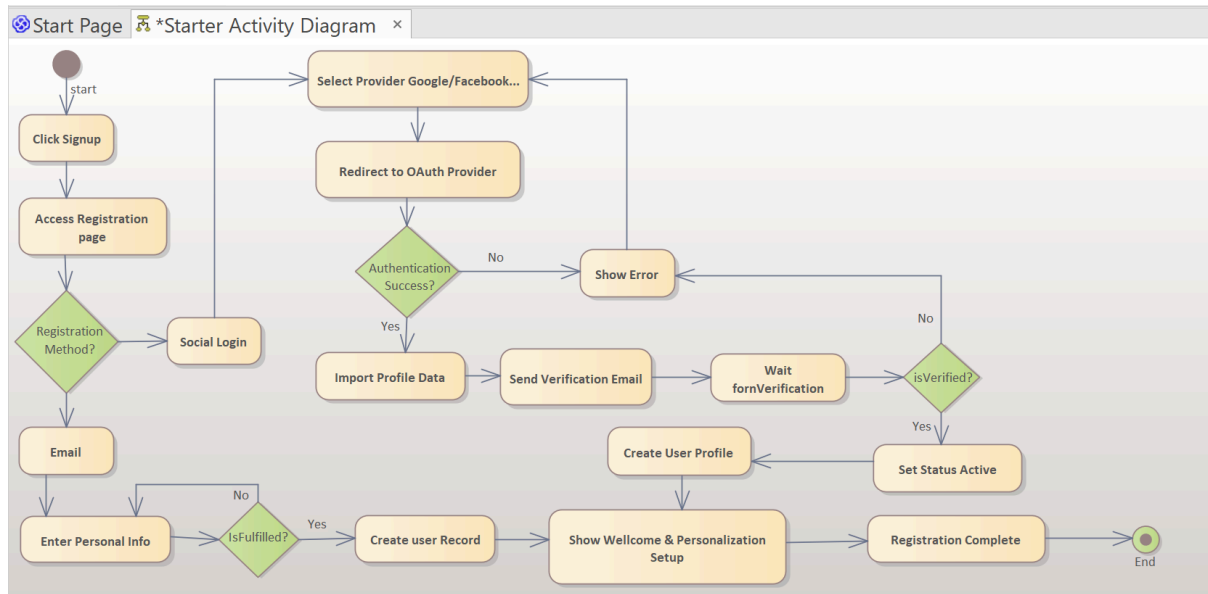 Start Page
*Starter Activity Diagram ×
start
Click Signup
Access Registration
page
Registration
Method?
Social Login
Email
Enter Personal Info
No
IsFulfilled?
Yes
Create user Record
Select Provider Google/Facebook...
Redirect to OAuth Provider
Authentication
Success?
No
Show Error
Yes
Import Profile Data
Send Verification Email
Wait
fornVerification
isVerified?
No
Yes
Set Status Active
Create User Profile
Show Wellcome & Personalization
Setup
Registration Complete
End